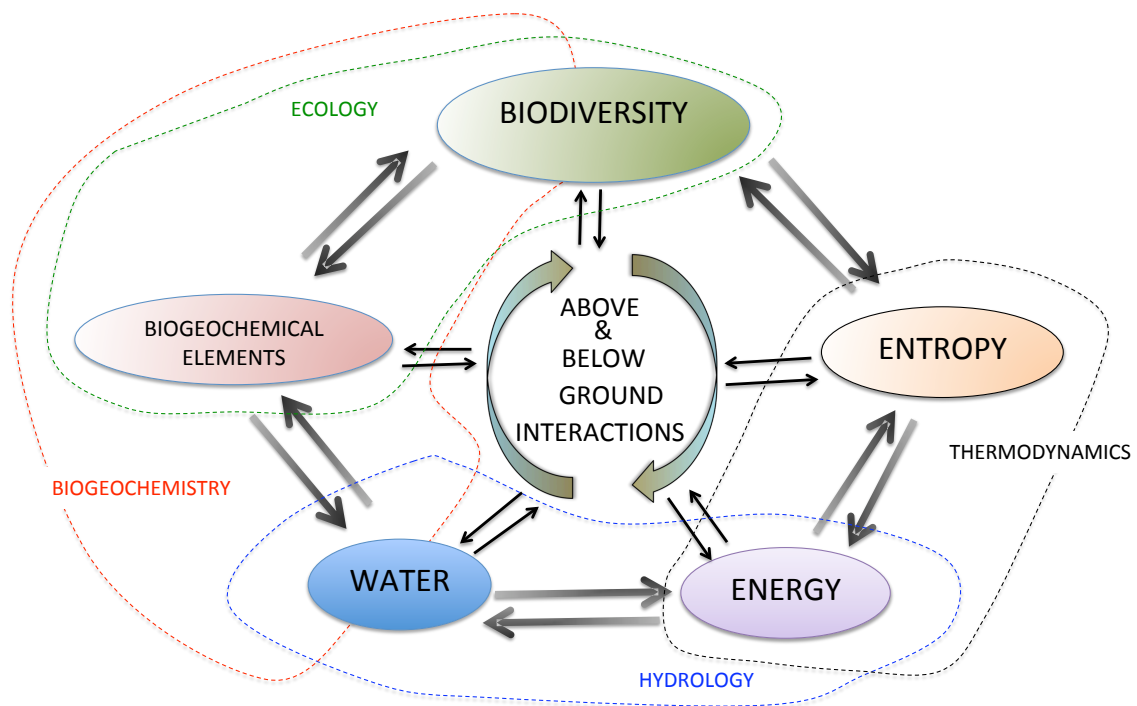 ECOLOGY
BIODIVERSITY
BIOGEOCHEMICAL
ELEMENTS
ABOVE
&
BELOW
GROUND
INTERACTIONS
ENTROPY
THERMODYNAMICS
BIOGEOCHEMISTRY
WATER
ENERGY
HYDROLOGY